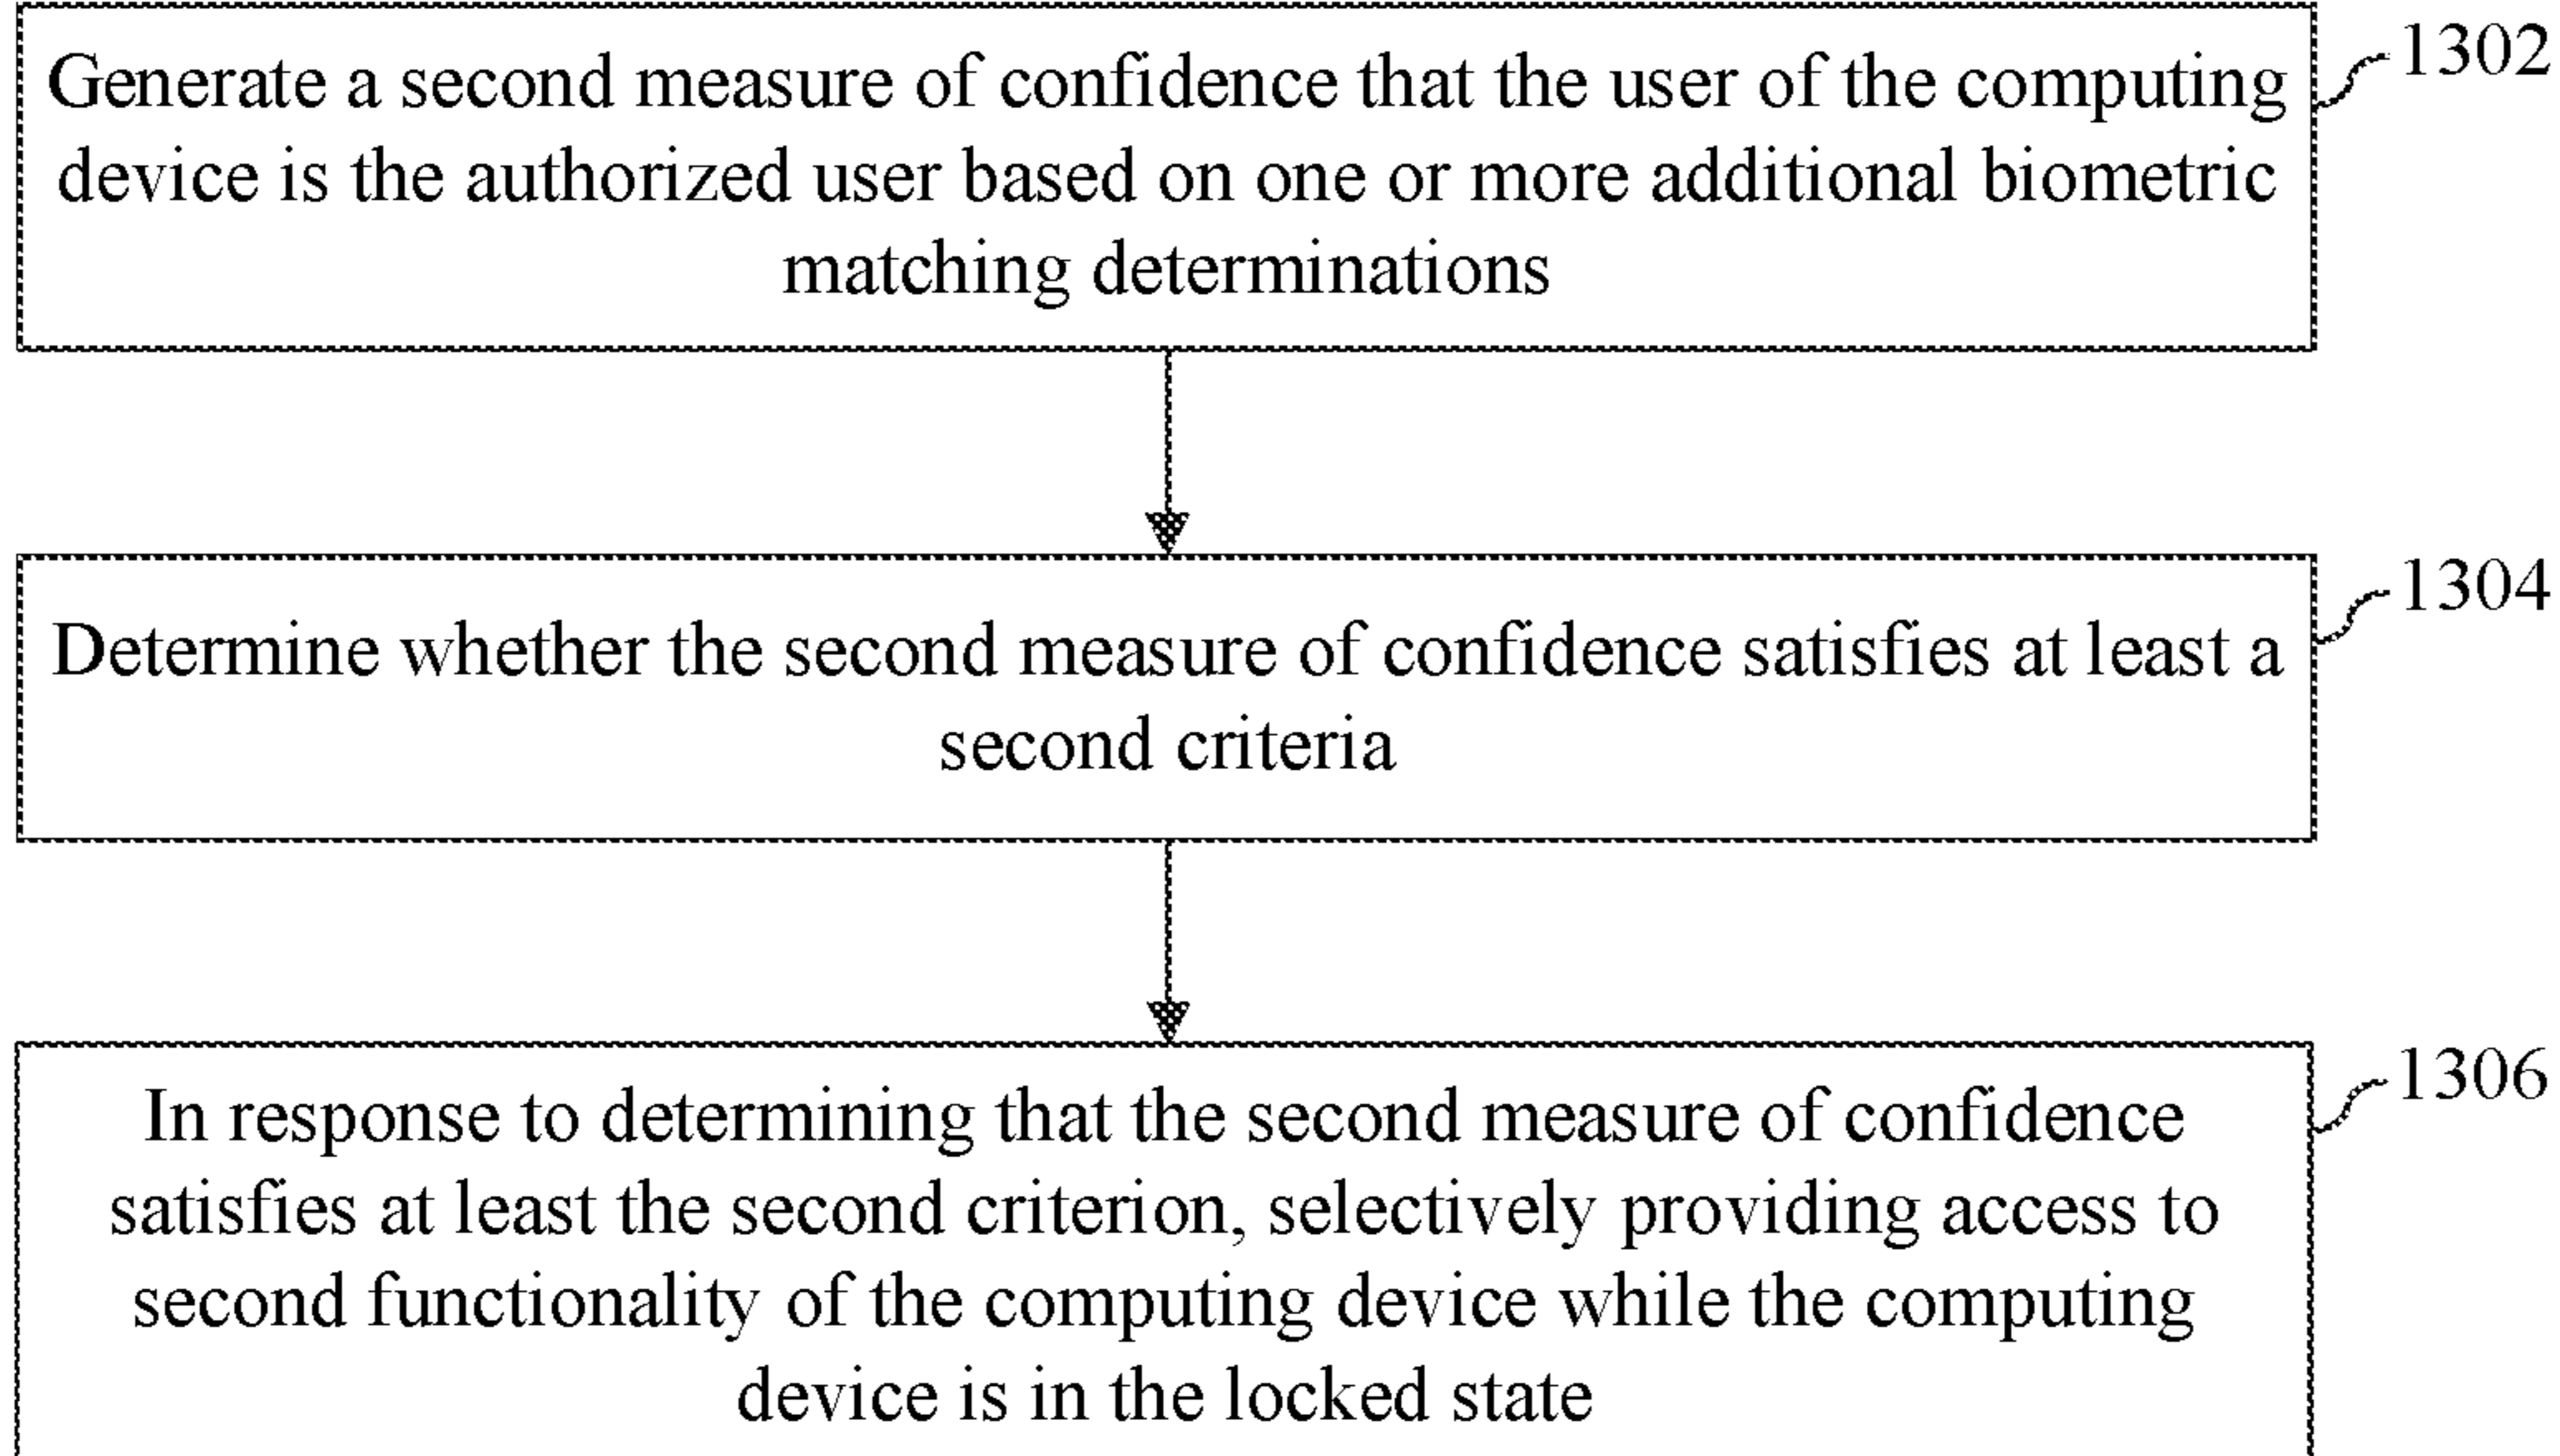 Generate a second measure of confidence that the user of the computing
device is the authorized user based on one or more additional biometric
matching determinations
1302
Determine whether the second measure of confidence satisfies at least a
second criteria
1304
In response to determining that the second measure of confidence
satisfies at least the second criterion, selectively providing access to
second functionality of the computing device while the computing
device is in the locked state
1306